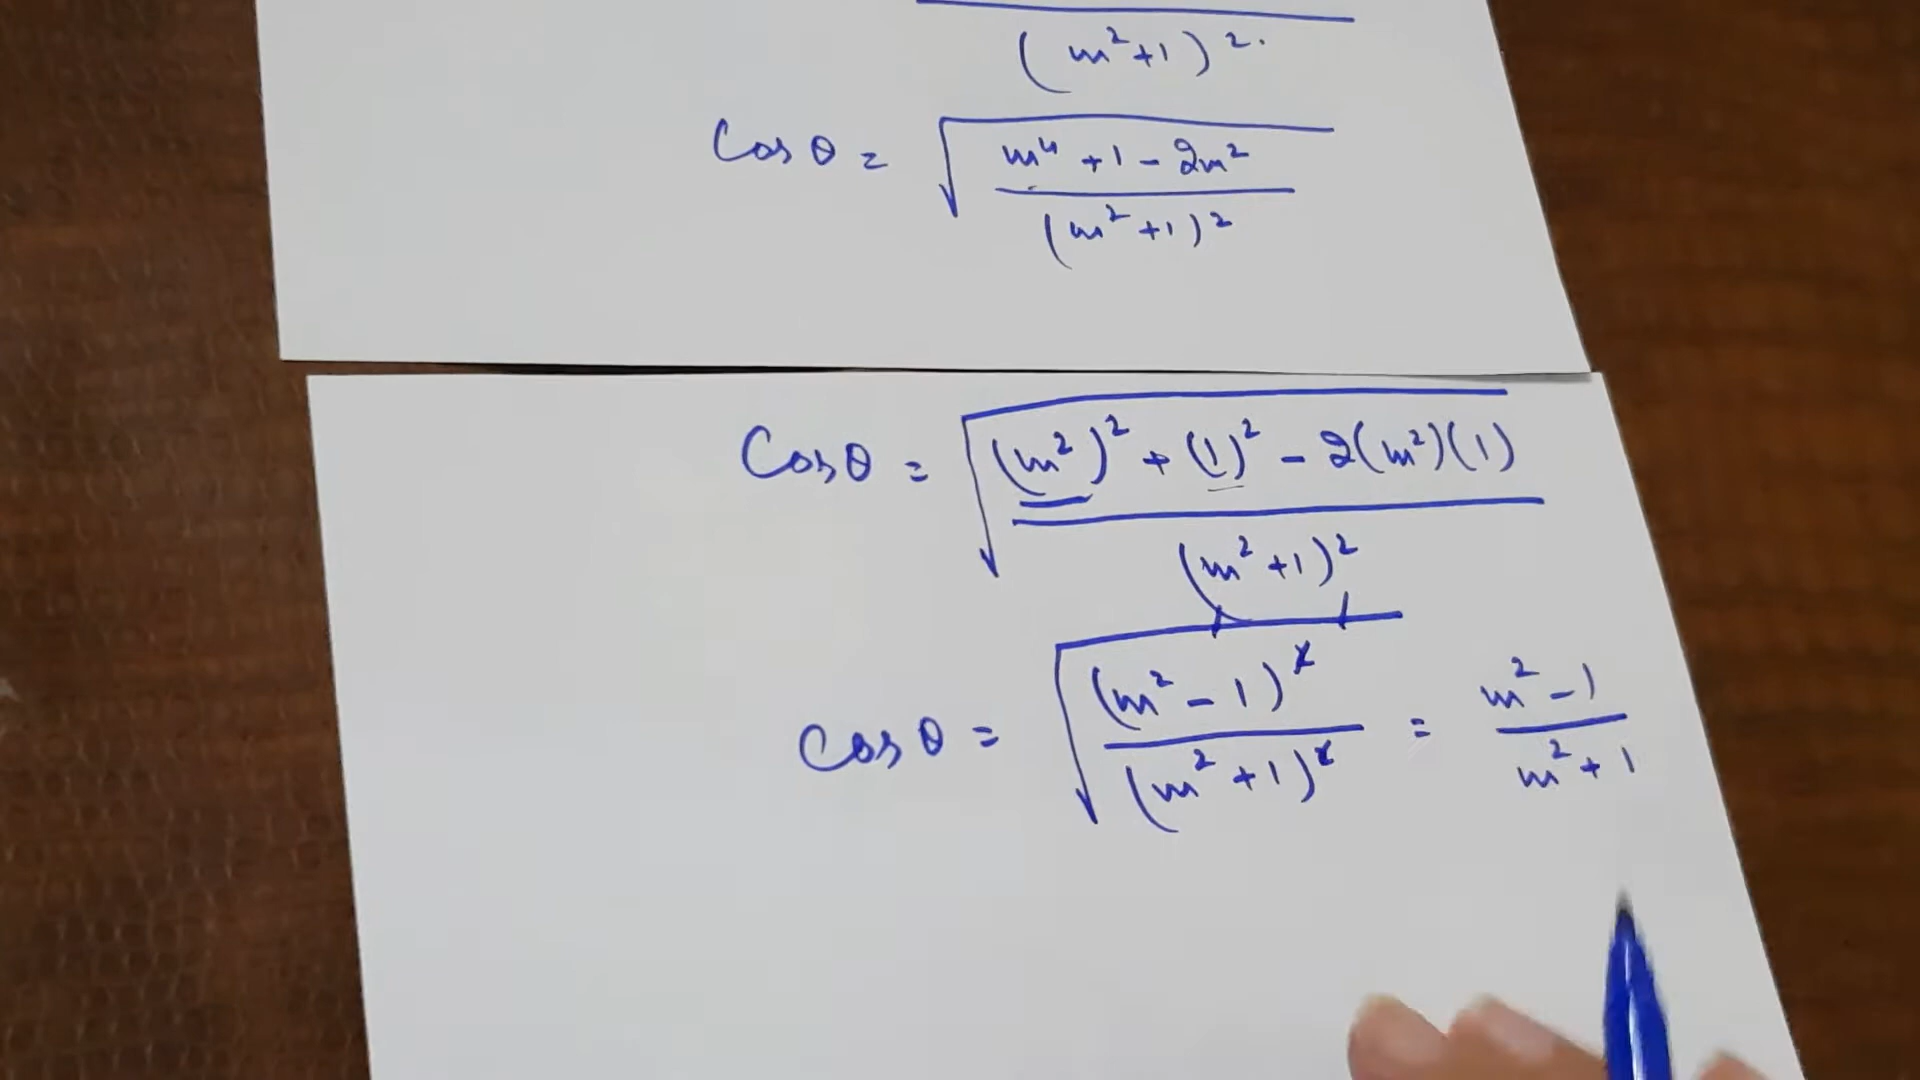 (m²+1)².
Cos θ = √(m⁴ +1 - 2m² / (m² +1)²)
Cos θ = √((m²)² + (1)² - 2(m²)(1) / (m² +1)²)
Cos θ = √((m² - 1)² / (m² +1)²) = m² - 1 / m² + 1